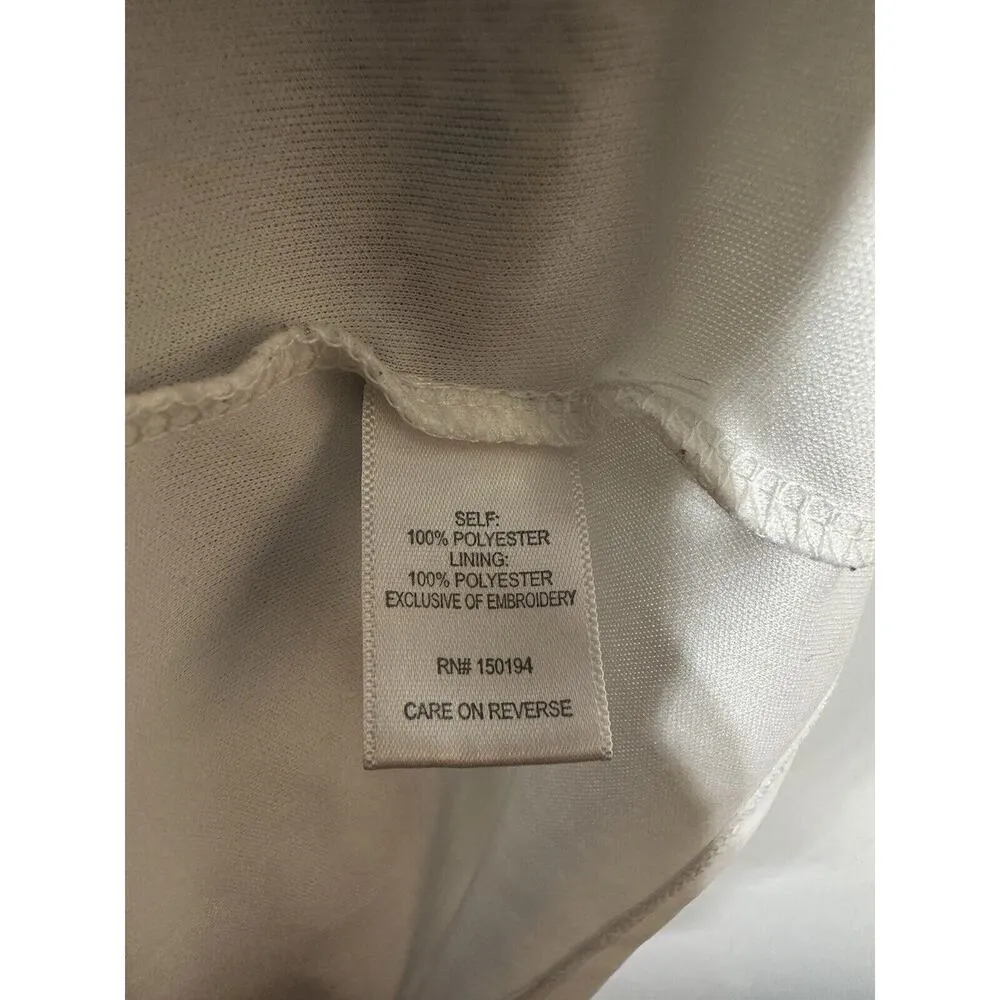 SELF:
100% POLYESTER
LINING:
100% POLYESTER
EXCLUSIVE OF EMBROIDERY
RN# 150194
CARE ON REVERSE